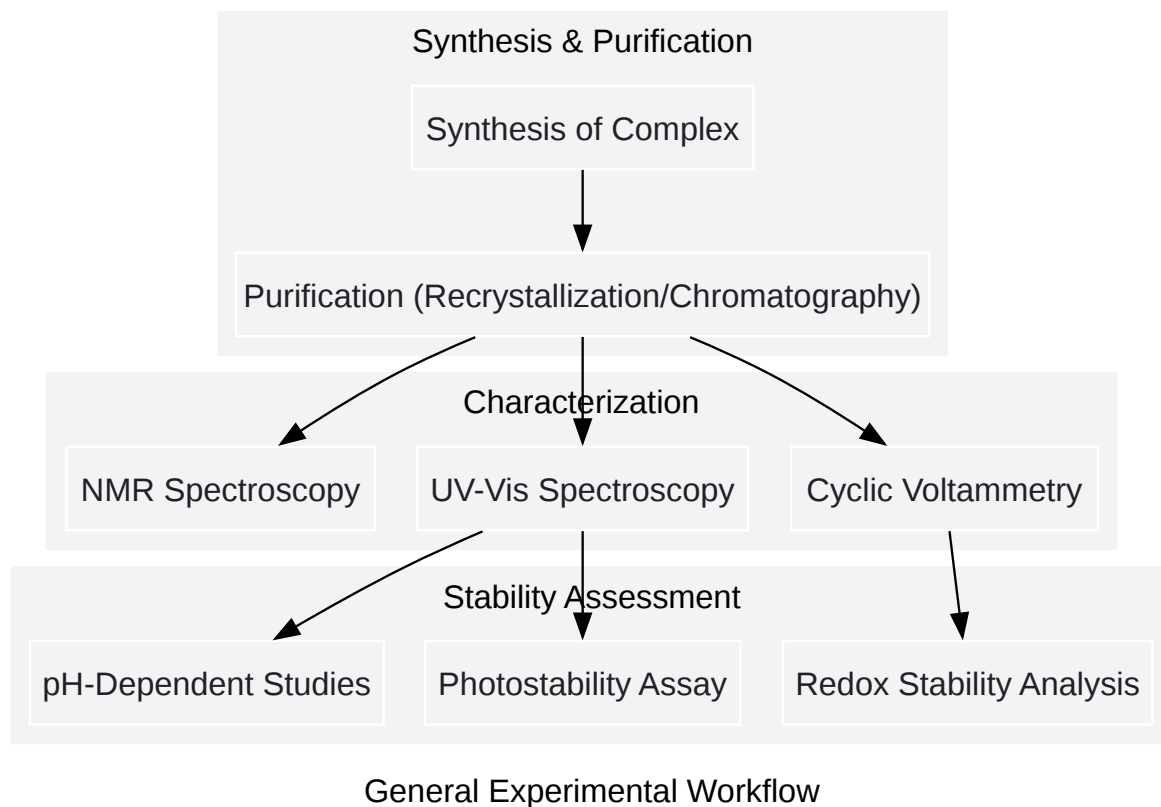 Synthesis & Purification
Synthesis of Complex
Purification (Recrystallization/Chromatography)
Characterization
NMR Spectroscopy
UV-Vis Spectroscopy
Cyclic Voltammetry
Stability Assessment
pH-Dependent Studies
Photostability Assay
Redox Stability Analysis
General Experimental Workflow